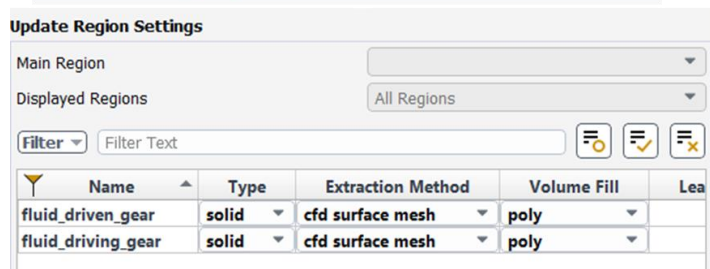 Update Region Settings
Main Region
Displayed Regions All Regions
Filter Filter Text
Name Type Extraction Method Volume Fill Lea
fluid_driven_gear solid cfd surface mesh poly
fluid_driving_gear solid cfd surface mesh poly